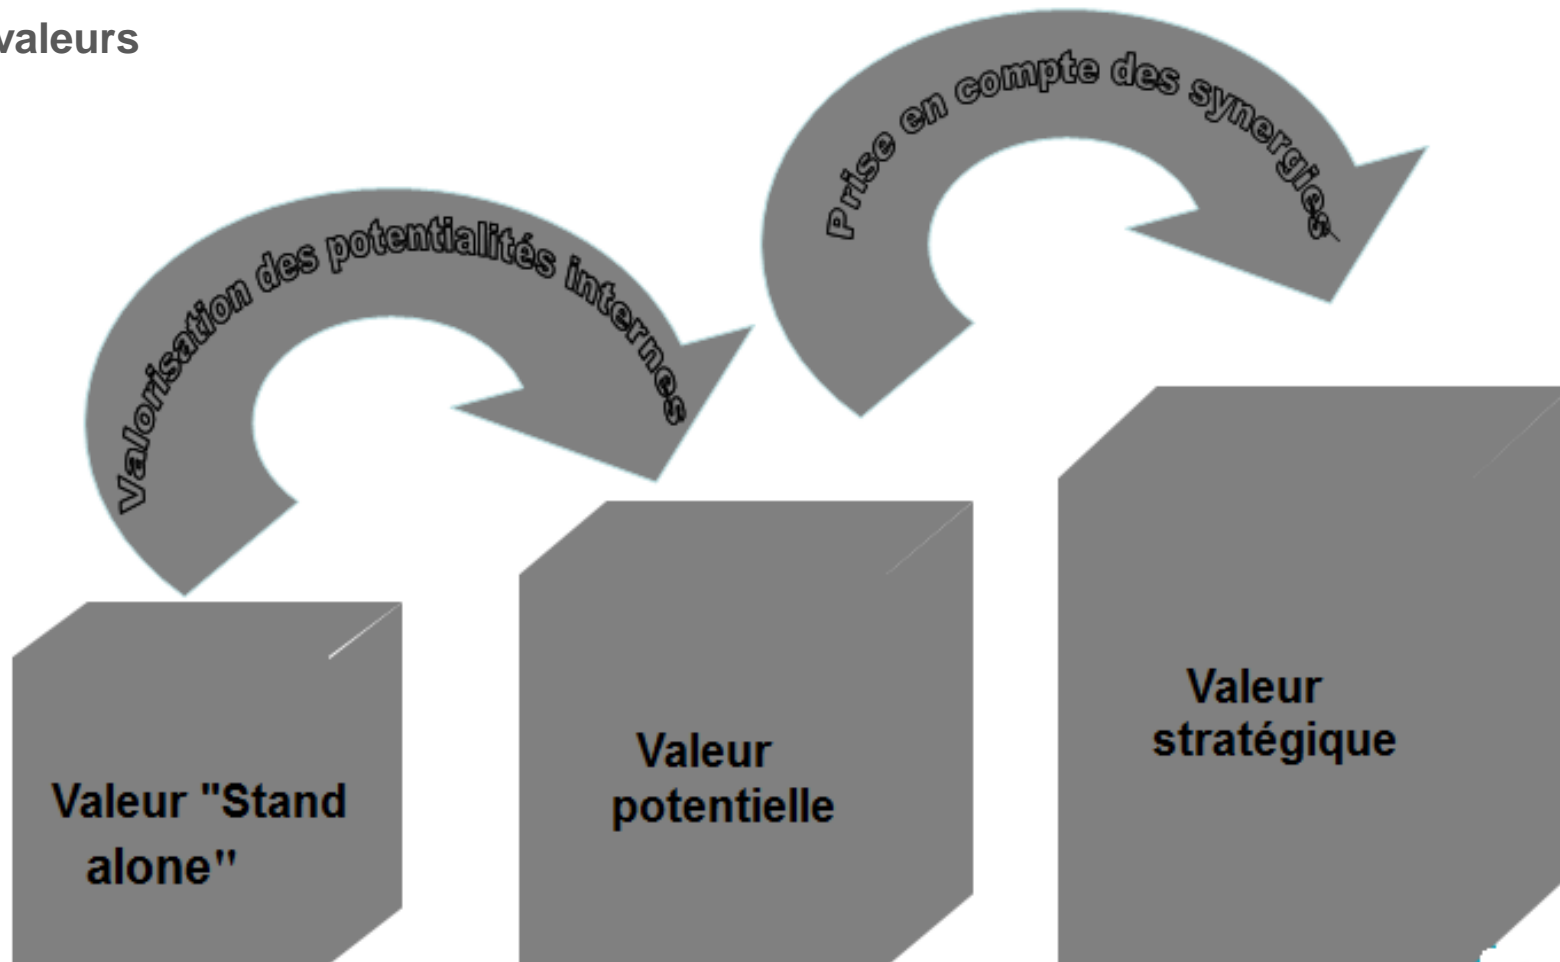 valeurs
Prise en compte des synergies
Valorisation des potentialités internes
Valeur "Stand
alone"
Valeur
potentielle
Valeur
stratégique